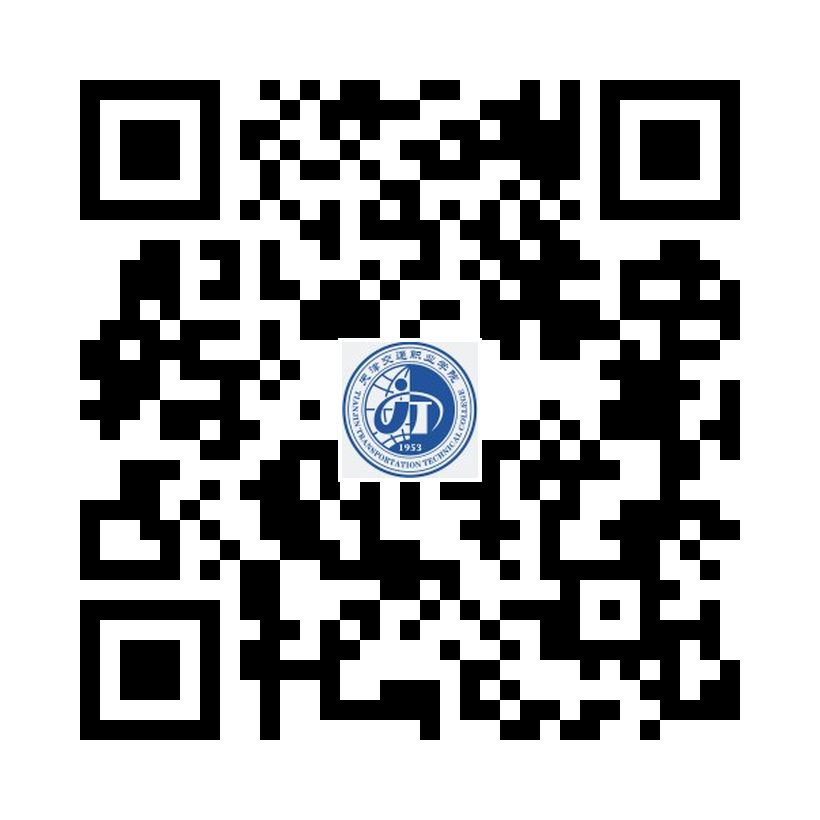 天津交通职业学院
TIANJIN TRANSPORTATION TECHNICAL COLLEGE
1953